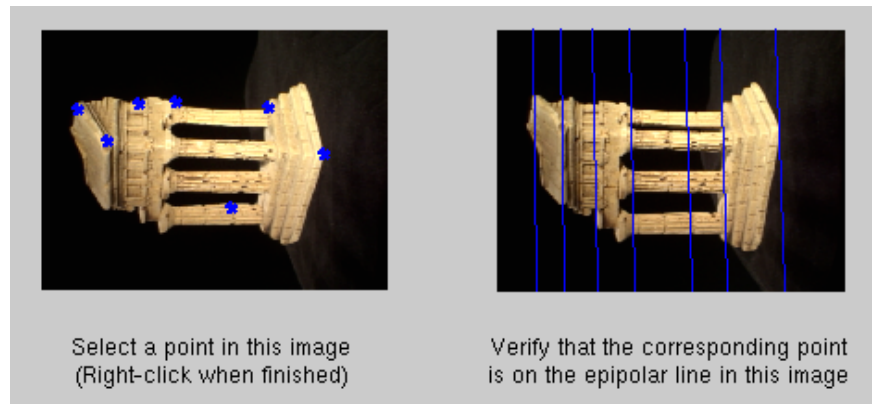 Select a point in this image
(Right-click when finished)
Verify that the corresponding point
is on the epipolar line in this image